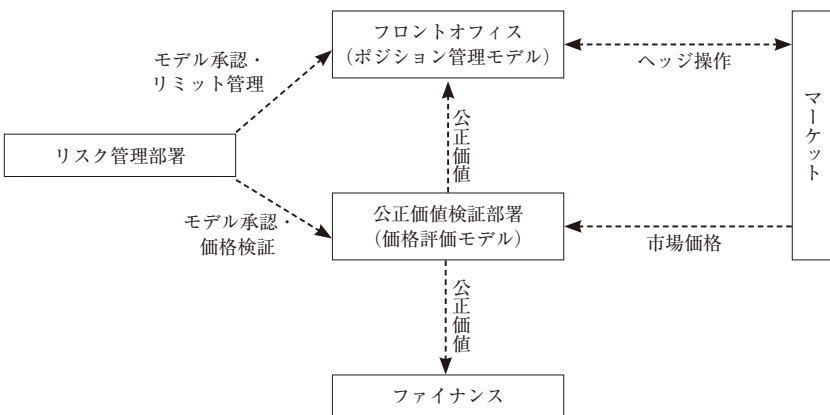 フロントオフィス
(ポジション管理モデル)
モデル承認・
リミット管理
ヘッジ操作
マーケット
公正価値
リスク管理部署
モデル承認・
価格検証
公正価値検証部署
(価格評価モデル)
市場価格
公正価値
ファイナンス